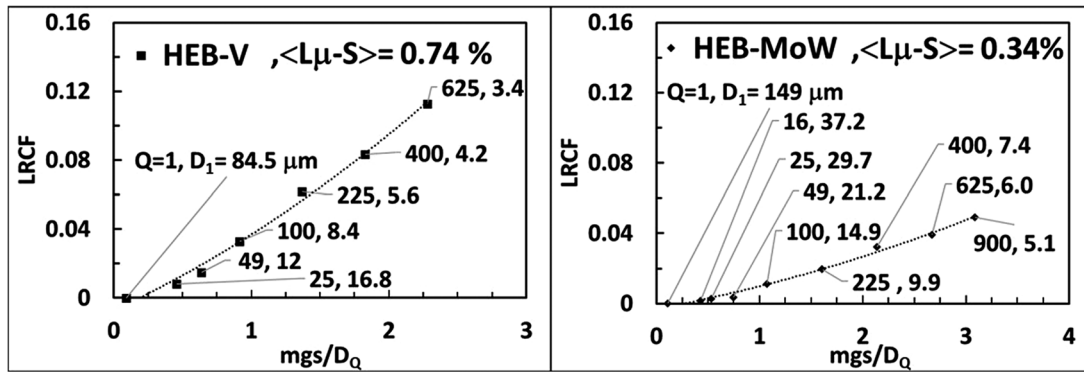 0.16
0.12
0.08
0.04
0
LRCF
HEB-V , <Lμ-S>= 0.74 %
625, 3.4
400, 4.2
Q=1, D1= 84.5 μm
225, 5.6
100, 8.4
49, 12
25, 16.8
0 1 2 3
mgs/DQ
0.16
0.12
0.08
0.04
0
LRCF
HEB-MoW , <Lμ-S>= 0.34%
Q=1, D1= 149 μm
16, 37.2
25, 29.7
400, 7.4
49, 21.2
625,6.0
100, 14.9
900, 5.1
225 , 9.9
0 1 2 3 4
mgs/DQ